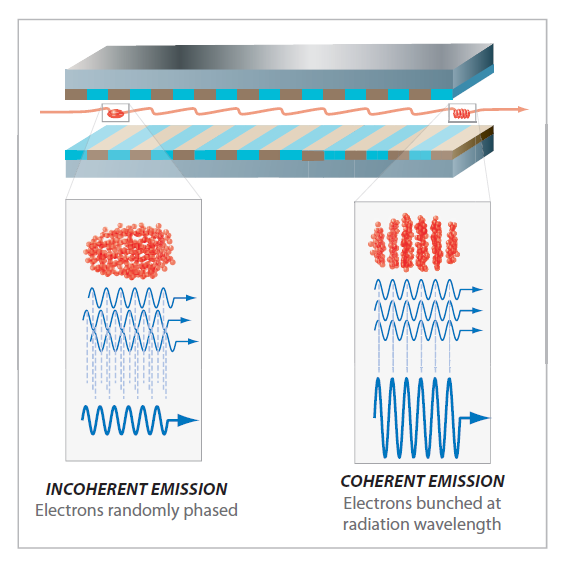 INCOHERENT EMISSION
Electrons randomly phased
COHERENT EMISSION
Electrons bunched at
radiation wavelength